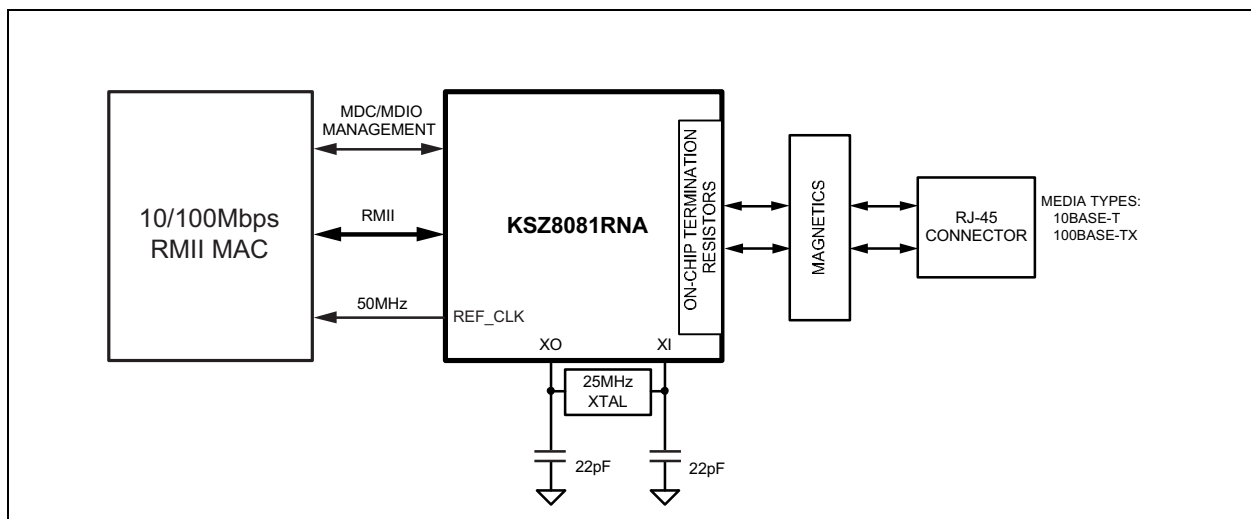 10/100Mbps
RMII MAC
MDC/MDIO
MANAGEMENT
RMII
50MHz
KSZ8081RNA
REF_CLK
XO
XI
ON-CHIP TERMINATION
RESISTORS
MAGNETICS
RJ-45
CONNECTOR
MEDIA TYPES:
10BASE-T
100BASE-TX
25MHz
XTAL
22pF
22pF